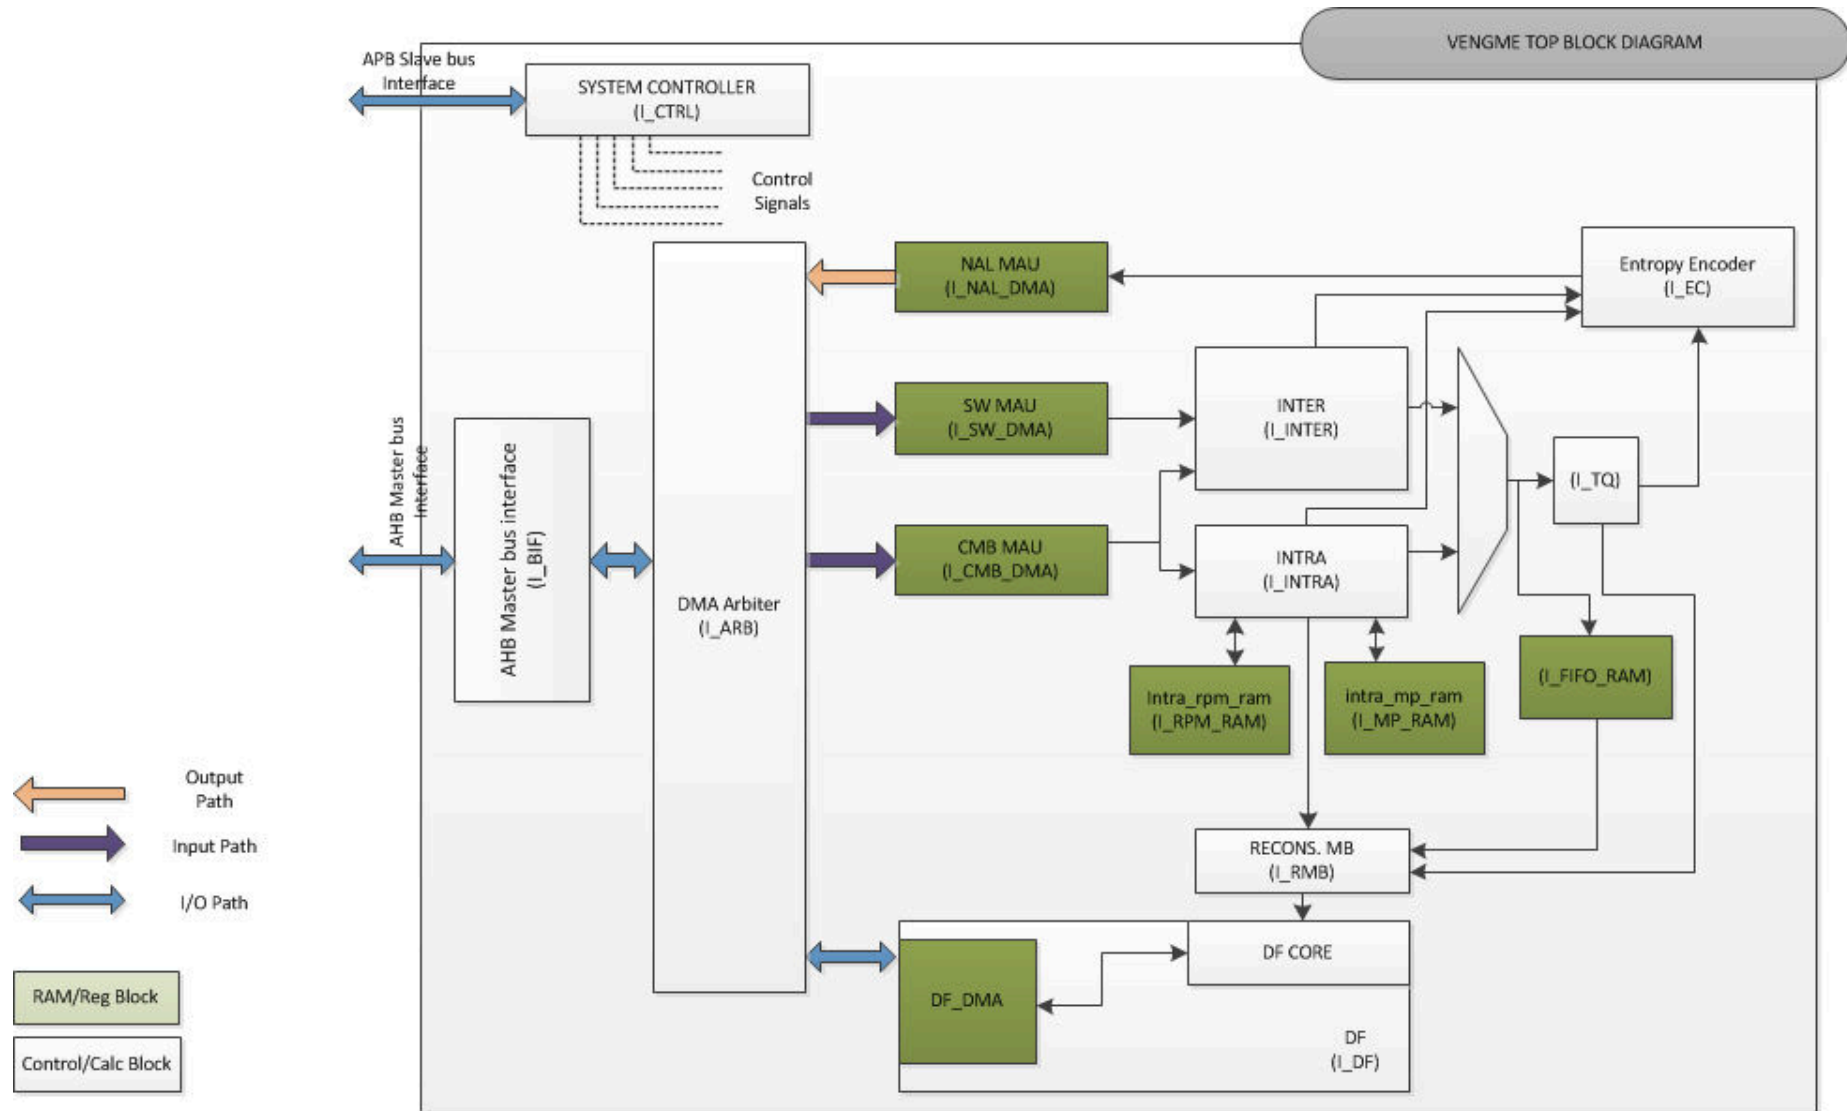 VENGME TOP BLOCK DIAGRAM
APB Slave bus
Interface
SYSTEM CONTROLLER
(I_CTRL)
Control
Signals
NAL MAU
(I_NAL_DMA)
Entropy Encoder
(I_EC)
SW MAU
(I_SW_DMA)
INTER
(I_INTER)
(I_TQ)
AHB Master bus
Interface
AHB Master bus interface
(I_BIF)
DMA Arbiter
(I_ARB)
CMB MAU
(I_CMB_DMA)
INTRA
(I_INTRA)
Intra_rpm_ram
(I_RPM_RAM)
intra_mp_ram
(I_MP_RAM)
(I_FIFO_RAM)
Output
Path
Input Path
I/O Path
RECONS. MB
(I_RMB)
DF CORE
DF_DMA
DF
(I_DF)
RAM/Reg Block
Control/Calc Block